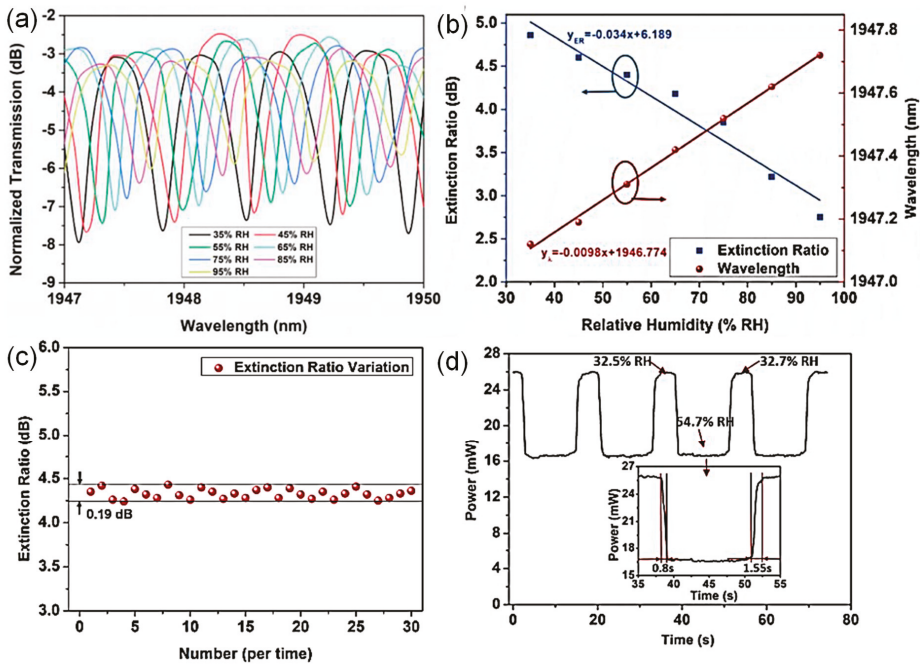 (a)
-2
-3
-4
-5
-6
-7
-8
-9
Normalized Transmission (dB)
35% RH 45% RH
55% RH 65% RH
75% RH 85% RH
95% RH
1947 1948 1949 1950
Wavelength (nm)
(b)
5.0
4.5
4.0
3.5
3.0
2.5
2.0
Extinction Ratio (dB)
yER=-0.034x+6.189
yλ=-0.0098x+1946.774
Extinction Ratio
Wavelength
1947.8
1947.6
1947.4
1947.2
1947.0
Wavelength (nm)
30 40 50 60 70 80 90 100
Relative Humidity (% RH)
(c)
6.0
5.5
5.0
4.5
4.0
3.5
3.0
Extinction Ratio (dB)
Extinction Ratio Variation
0.19 dB
0 5 10 15 20 25 30
Number (per time)
(d)
28
24
20
16
12
8
4
0
Power (mW)
32.5% RH
32.7% RH
54.7% RH
27
24
21
18
15
Power (mW)
0.8s
1.55s
35 40 45 50 55
Time (s)
0 20 40 60 80
Time (s)